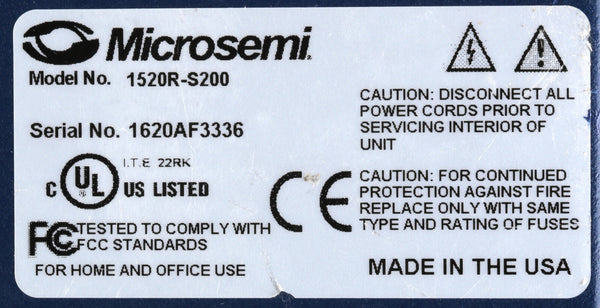 Microsemi
Model No. 1520R-S200
Serial No. 1620AF3336
I.T.E 22RK
C UL US LISTED
FC TESTED TO COMPLY WITH
FCC STANDARDS
FOR HOME AND OFFICE USE
CE
CAUTION: DISCONNECT ALL
POWER CORDS PRIOR TO
SERVICING INTERIOR OF
UNIT
CAUTION: FOR CONTINUED
PROTECTION AGAINST FIRE
REPLACE ONLY WITH SAME
TYPE AND RATING OF FUSES
MADE IN THE USA